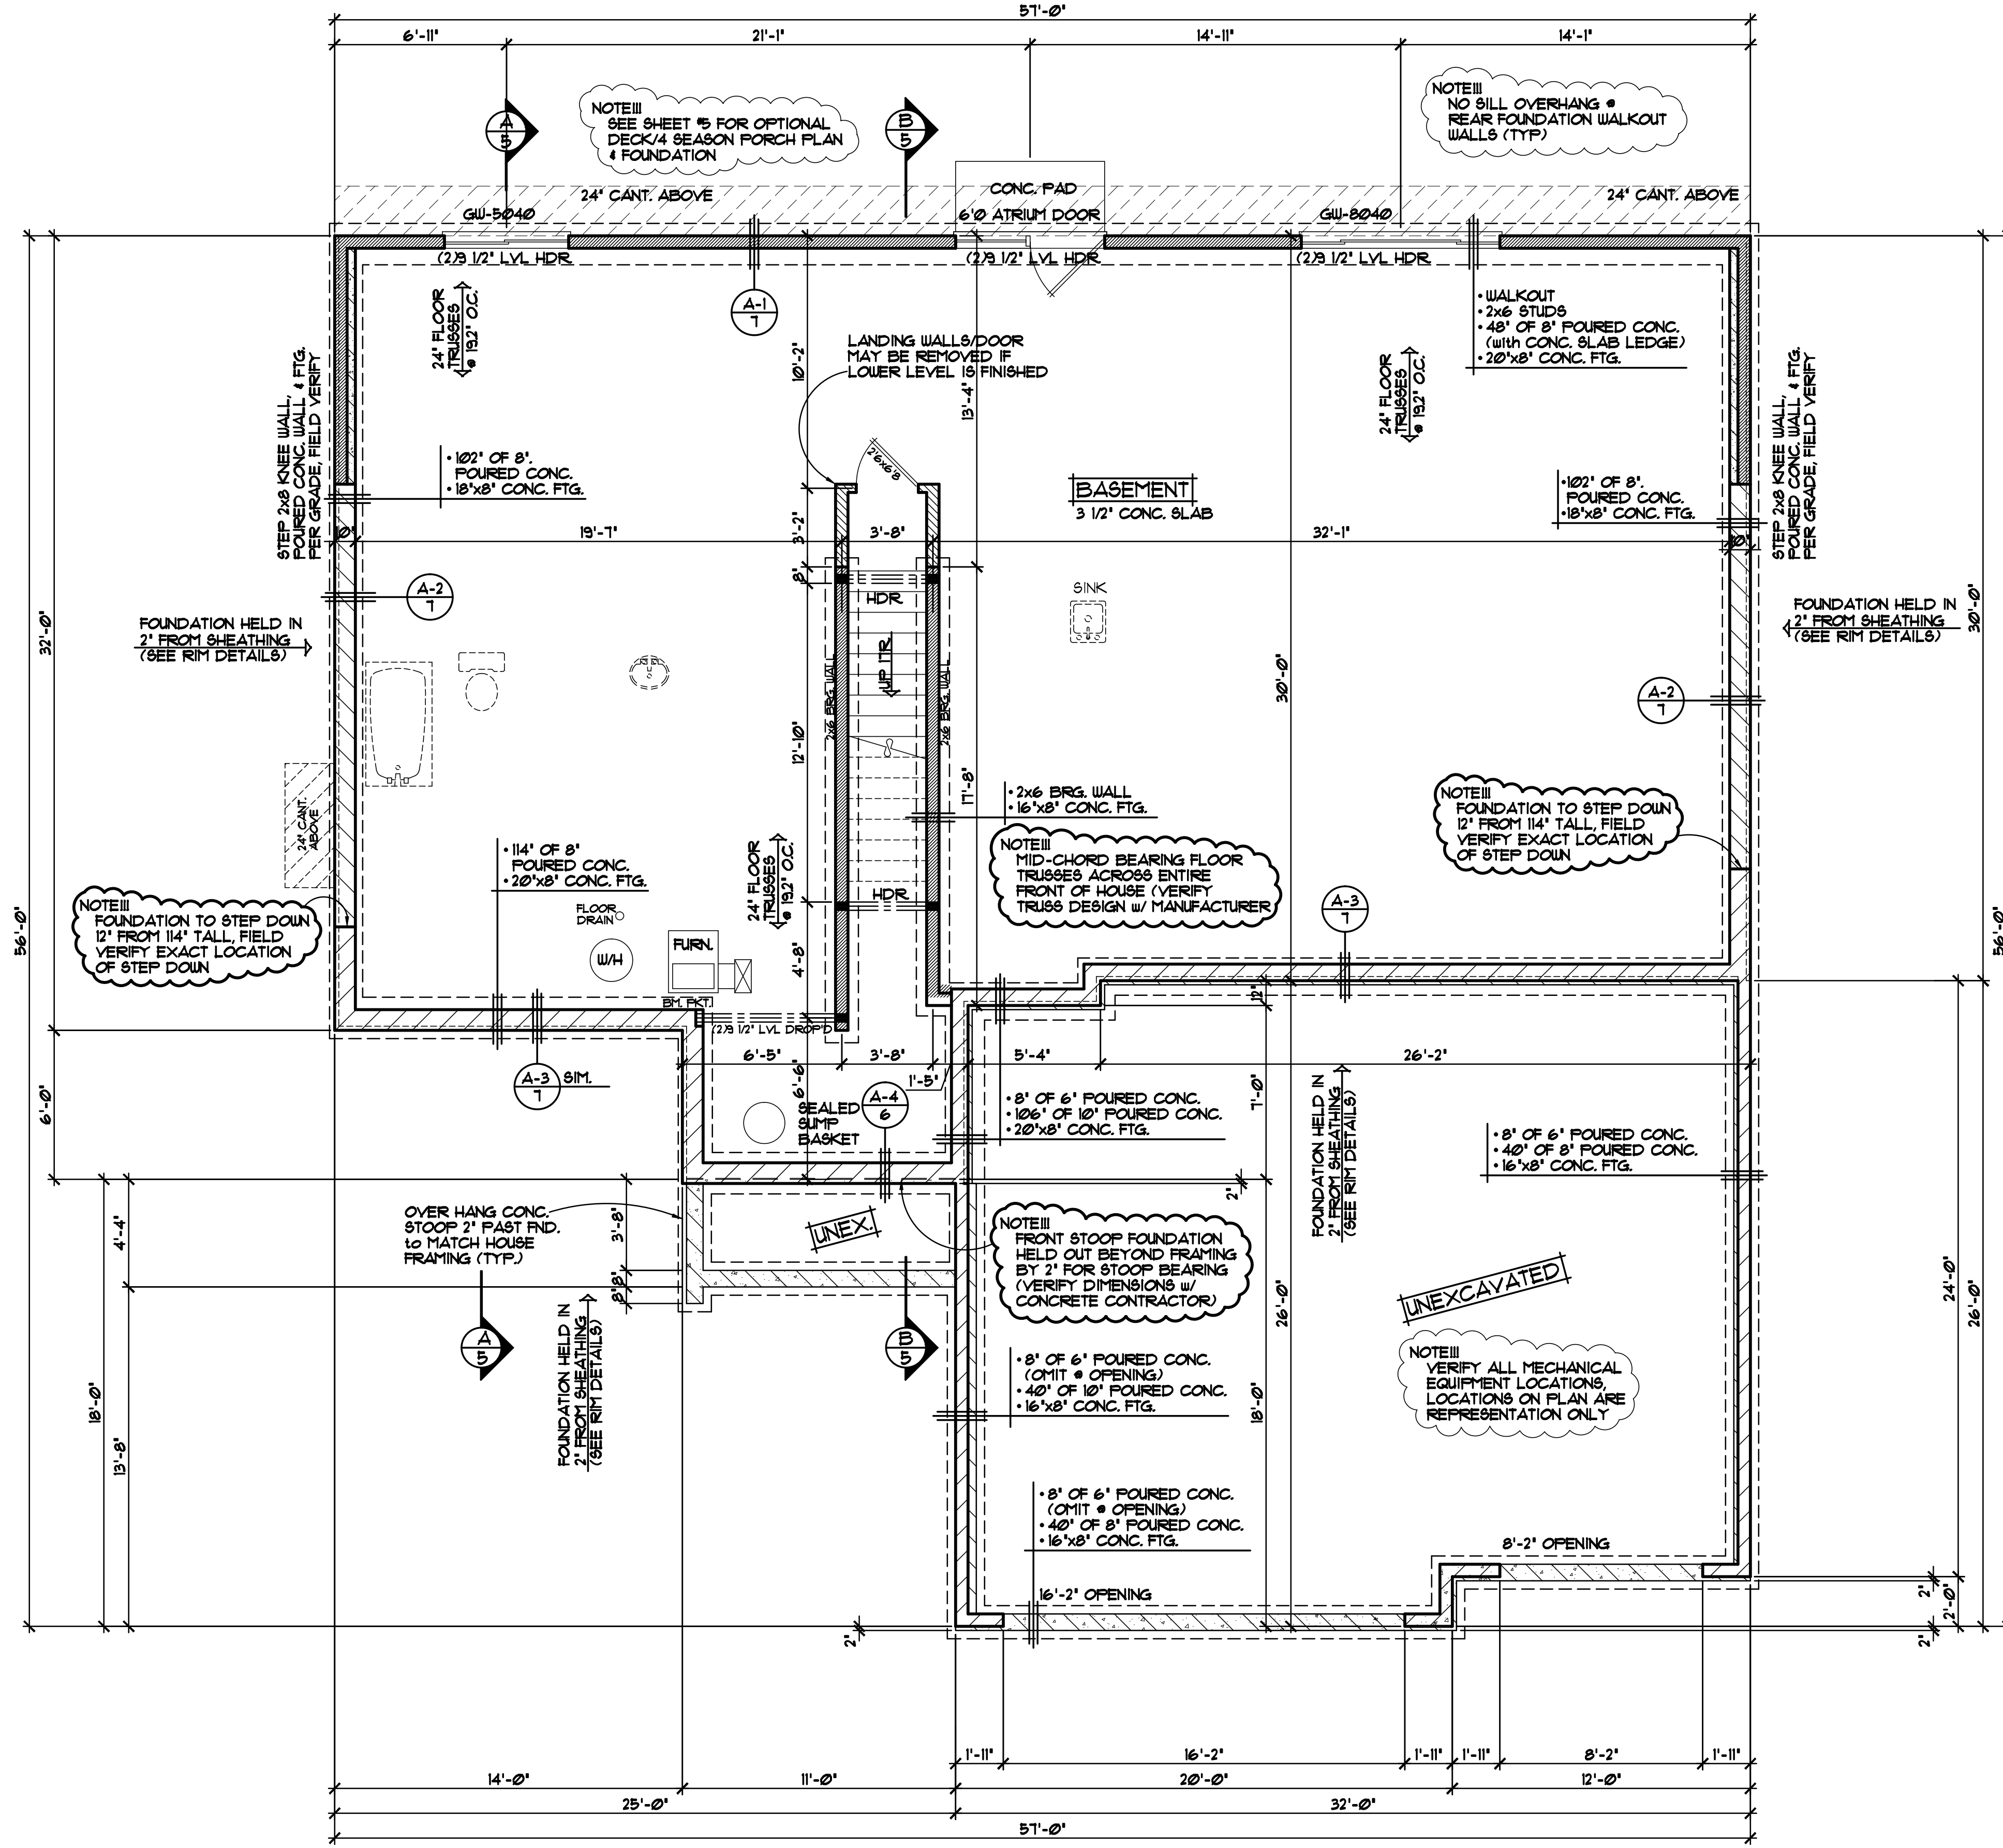 57'-0"
6'-11"
21'-1"
14'-11"
14'-1"
A
5
NOTE!!!
SEE SHEET #5 FOR OPTIONAL
DECK/4 SEASON PORCH PLAN
& FOUNDATION
B
5
NOTE!!!
NO SILL OVERHANG @
REAR FOUNDATION WALKOUT
WALLS (TYP)
24" CANT. ABOVE
CONC. PAD
24" CANT. ABOVE
GW-5040
6'0 ATRIUM DOOR
GW-8040
(2)9 1/2" LVL HDR.
(2)9 1/2" LVL HDR.
(2)9 1/2" LVL HDR.
24" FLOOR
TRUSSES
@ 19.2" O.C.
A-1
7
10'-2"
13'-4"
LANDING WALLS/DOOR
MAY BE REMOVED IF
LOWER LEVEL IS FINISHED
24" FLOOR
TRUSSES
@ 19.2" O.C.
• WALKOUT
• 2x6 STUDS
• 48" OF 8" POURED CONC.
(with CONC. SLAB LEDGE)
• 20"x8" CONC. FTG.
STEP 2x8 KNEE WALL,
POURED CONC. WALL & FTG.
PER GRADE, FIELD VERIFY
STEP 2x8 KNEE WALL,
POURED CONC. WALL & FTG.
PER GRADE, FIELD VERIFY
• 102" OF 8".
POURED CONC.
• 18"x8" CONC. FTG.
2'6x6'8
BASEMENT
3 1/2" CONC. SLAB
•102" OF 8".
POURED CONC.
•18"x8" CONC. FTG.
10"
19'-7"
3'-2"
3'-8"
32'-1"
10"
8"
HDR.
A-2
7
SINK
32'-0"
FOUNDATION HELD IN
2" FROM SHEATHING
(SEE RIM DETAILS)
FOUNDATION HELD IN
2" FROM SHEATHING
(SEE RIM DETAILS)
30'-0"
30'-0"
UP 17R.
2x6 BRG. WALL
2x6 BRG. WALL
A-2
7
12'-10"
17'-8"
24" CANT.
ABOVE
• 2x6 BRG. WALL
• 16"x8" CONC. FTG.
NOTE!!!
FOUNDATION TO STEP DOWN
12" FROM 114" TALL, FIELD
VERIFY EXACT LOCATION
OF STEP DOWN
• 114" OF 8"
POURED CONC.
• 20"x8" CONC. FTG.
24" FLOOR
TRUSSES
@ 19.2" O.C.
NOTE!!!
MID-CHORD BEARING FLOOR
TRUSSES ACROSS ENTIRE
FRONT OF HOUSE (VERIFY
TRUSS DESIGN w/ MANUFACTURER
HDR.
A-3
7
56'-0"
56'-0"
NOTE!!!
FOUNDATION TO STEP DOWN
12" FROM 114" TALL, FIELD
VERIFY EXACT LOCATION
OF STEP DOWN
FLOOR
DRAIN
W/H
FURN.
4'-8"
12"
BM. PKT.
(2)9 1/2" LVL DROP'D
6'-5"
3'-8"
5'-4"
26'-2"
1'-5"
6'-0"
A-3
7
SIM.
6'-6"
A-4
6
SEALED
SUMP
BASKET
• 8" OF 6" POURED CONC.
• 106" OF 10" POURED CONC.
• 20"x8" CONC. FTG.
7'-0"
FOUNDATION HELD IN
2" FROM SHEATHING
(SEE RIM DETAILS)
• 8" OF 6" POURED CONC.
• 40" OF 8" POURED CONC.
• 16"x8" CONC. FTG.
2"
4'-4"
OVER HANG CONC.
STOOP 2" PAST FND.
to MATCH HOUSE
FRAMING (TYP.)
3'-8"
8"
8"
UNEX.
NOTE!!!
FRONT STOOP FOUNDATION
HELD OUT BEYOND FRAMING
BY 2" FOR STOOP BEARING
(VERIFY DIMENSIONS w/
CONCRETE CONTRACTOR)
UNEXCAVATED
24'-0"
26'-0"
26'-0"
A
5
FOUNDATION HELD IN
2" FROM SHEATHING
(SEE RIM DETAILS)
B
5
• 8" OF 6" POURED CONC.
(OMIT @ OPENING)
• 40" OF 10" POURED CONC.
• 16"x8" CONC. FTG.
18'-0"
NOTE!!!
VERIFY ALL MECHANICAL
EQUIPMENT LOCATIONS,
LOCATIONS ON PLAN ARE
REPRESENTATION ONLY
18'-0"
13'-8"
• 8" OF 6" POURED CONC.
(OMIT @ OPENING)
• 40" OF 8" POURED CONC.
• 16"x8" CONC. FTG.
8'-2" OPENING
16'-2" OPENING
2"
2'-0"
2"
2"
1'-11"
16'-2"
1'-11"
1'-11"
8'-2"
1'-11"
14'-0"
11'-0"
20'-0"
12'-0"
25'-0"
32'-0"
57'-0"